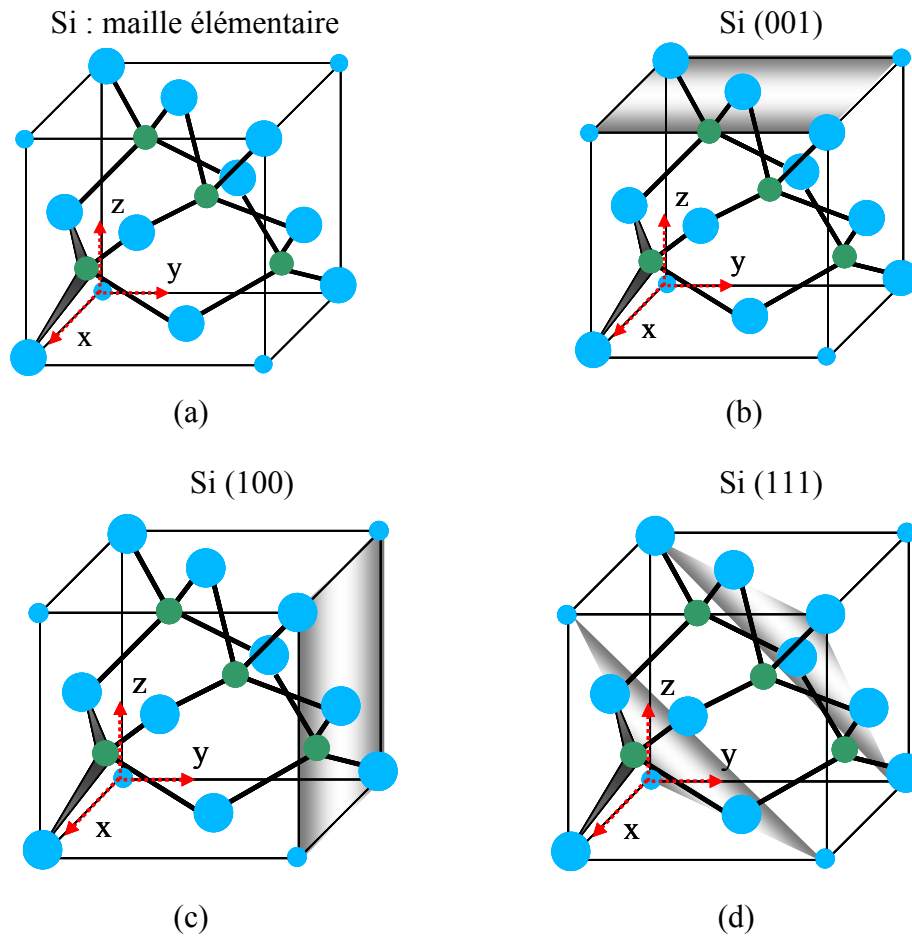 Si : maille élémentaire
z
y
x
(a)
Si (001)
z
y
x
(b)
Si (100)
z
y
x
(c)
Si (111)
z
y
x
(d)